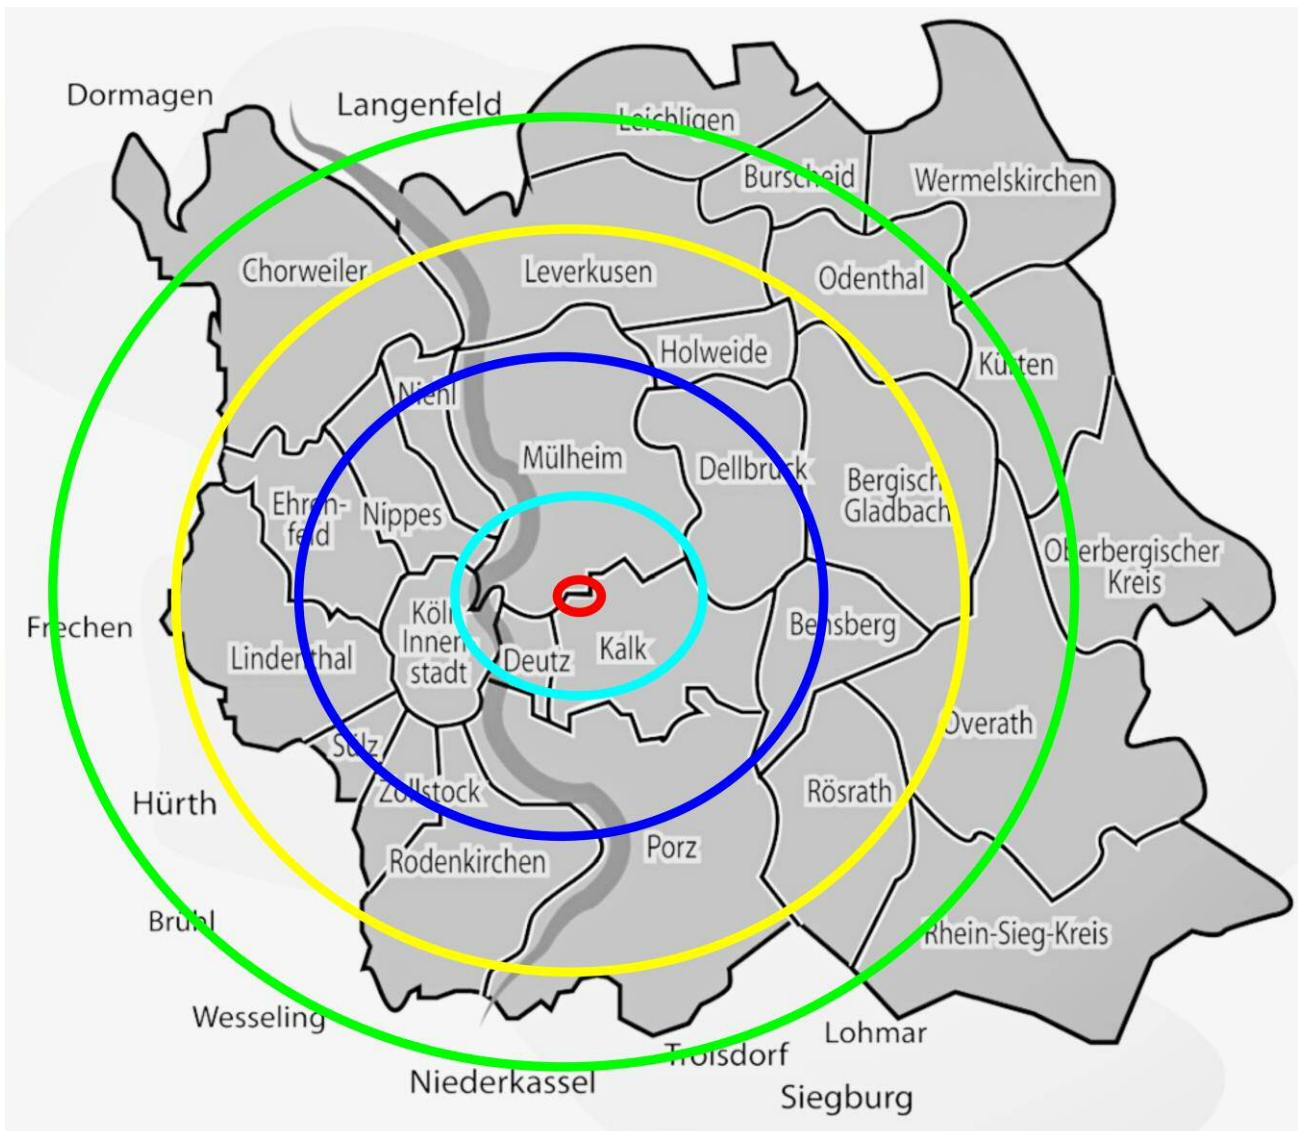 Dormagen
Langenfeld
Leichligen
Burscheid
Wermelskirchen
Chorweiler
Leverkusen
Odenthal
Holweide
Kürten
Niehl
Mülheim
Dellbrück
Bergisch
Gladbach
Ehren-
feld
Nippes
Oberbergischer
Kreis
Frechen
Köln
Innen
stadt
Lindenthal
Deutz
Kalk
Bensberg
Overath
Sülz
Zollstock
Rösrath
Hürth
Rodenkirchen
Porz
Brühl
Rhein-Sieg-Kreis
Wesseling
Lohmar
Troisdorf
Niederkassel
Siegburg